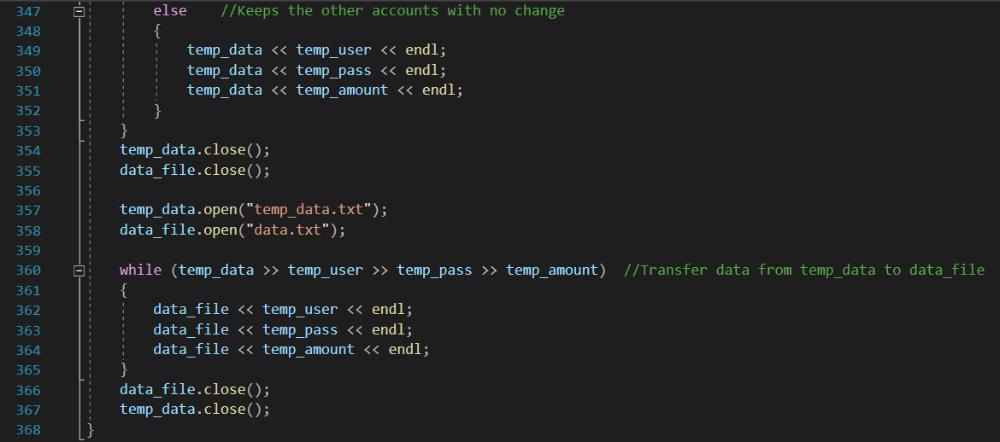 347 else //Keeps the other accounts with no change
348 {
349 temp_data << temp_user << endl;
350 temp_data << temp_pass << endl;
351 temp_data << temp_amount << endl;
352 }
353 }
354 temp_data.close();
355 data_file.close();
356
357 temp_data.open("temp_data.txt");
358 data_file.open("data.txt");
359
360 while (temp_data >> temp_user >> temp_pass >> temp_amount) //Transfer data from temp_data to data_file
361 {
362 data_file << temp_user << endl;
363 data_file << temp_pass << endl;
364 data_file << temp_amount << endl;
365 }
366 data_file.close();
367 temp_data.close();
368 }